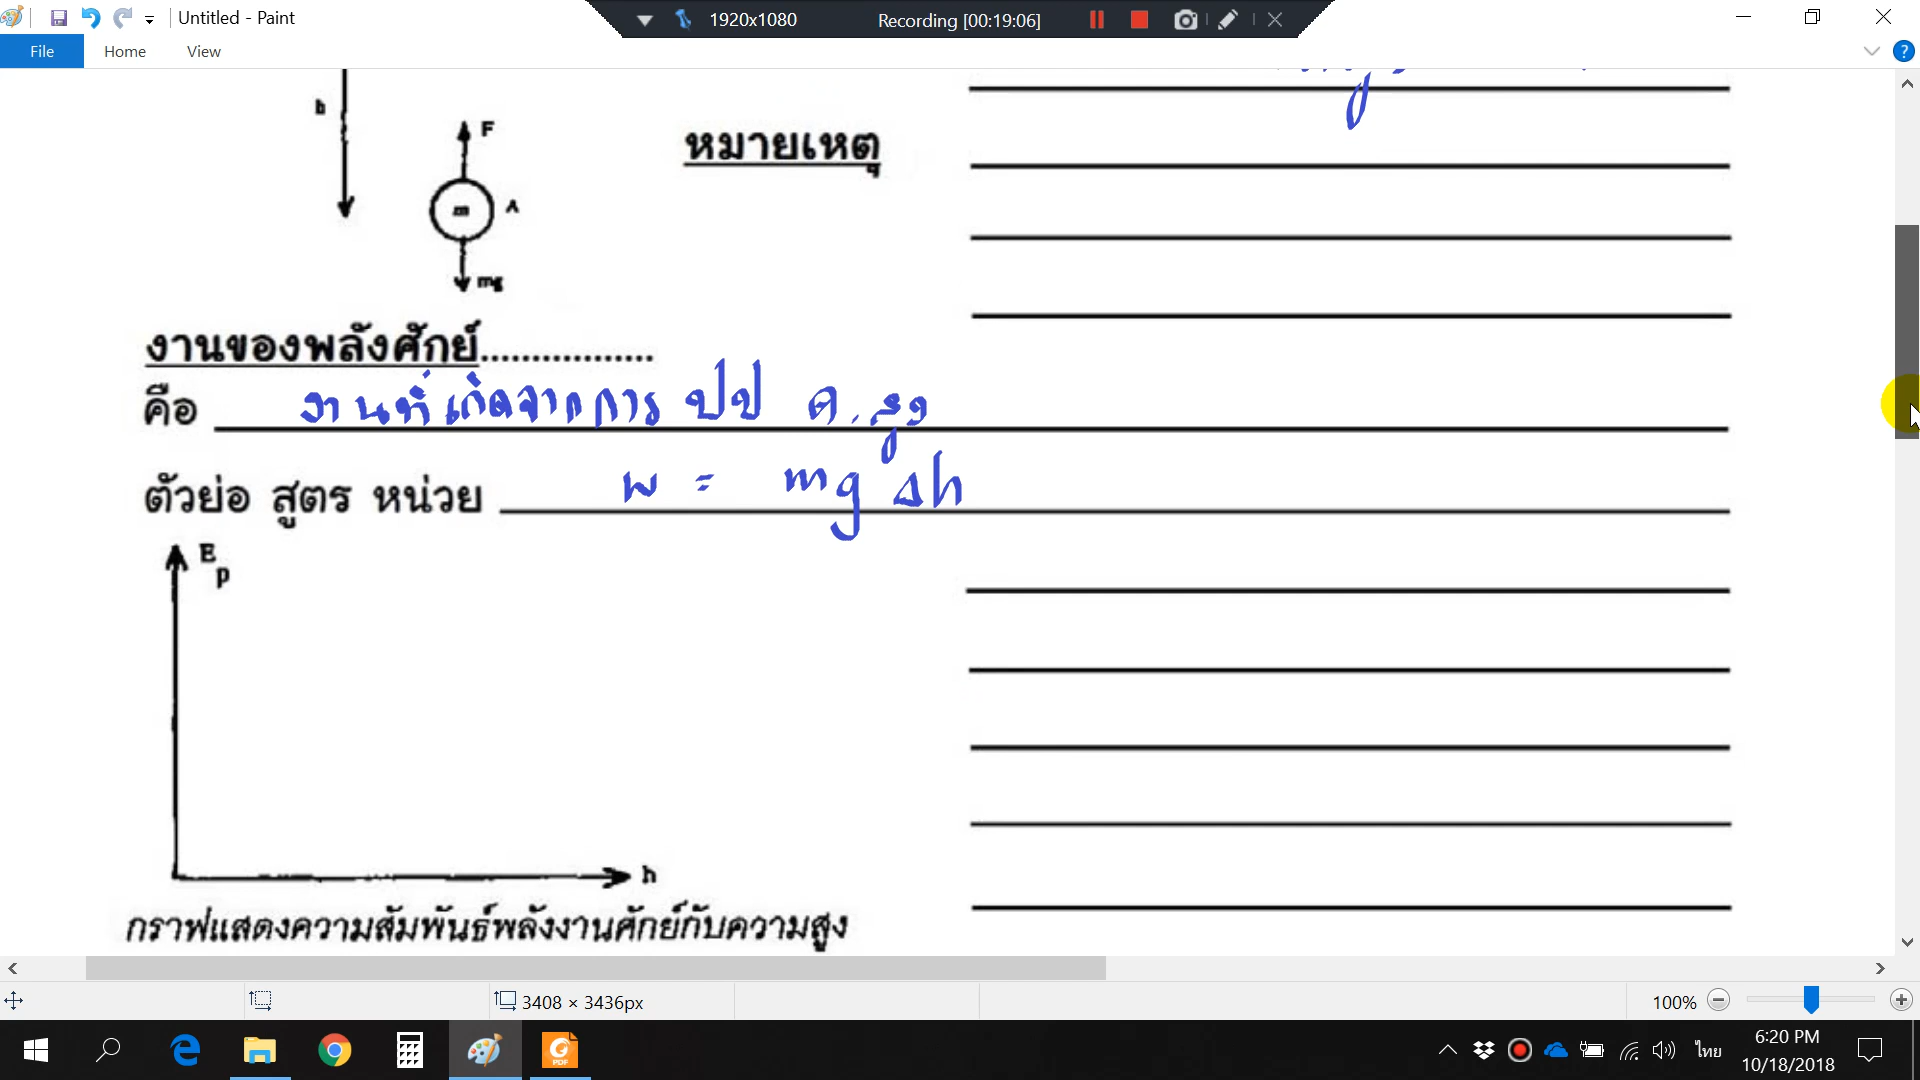 Untitled - Paint
1920x1080
Recording [00:19:06]
File
Home
View
h
F
หมายเหตุ
m
A
mg
งานของพลังศักย์.................
คือ งานที่เกิดจากการ ปป ค. สูง
ตัวย่อ สูตร หน่วย W = mg Δh
Ep
h
กราฟแสดงความสัมพันธ์พลังงานศักย์กับความสูง
3408 × 3436px
100%
PDF
ไทย
6:20 PM
10/18/2018